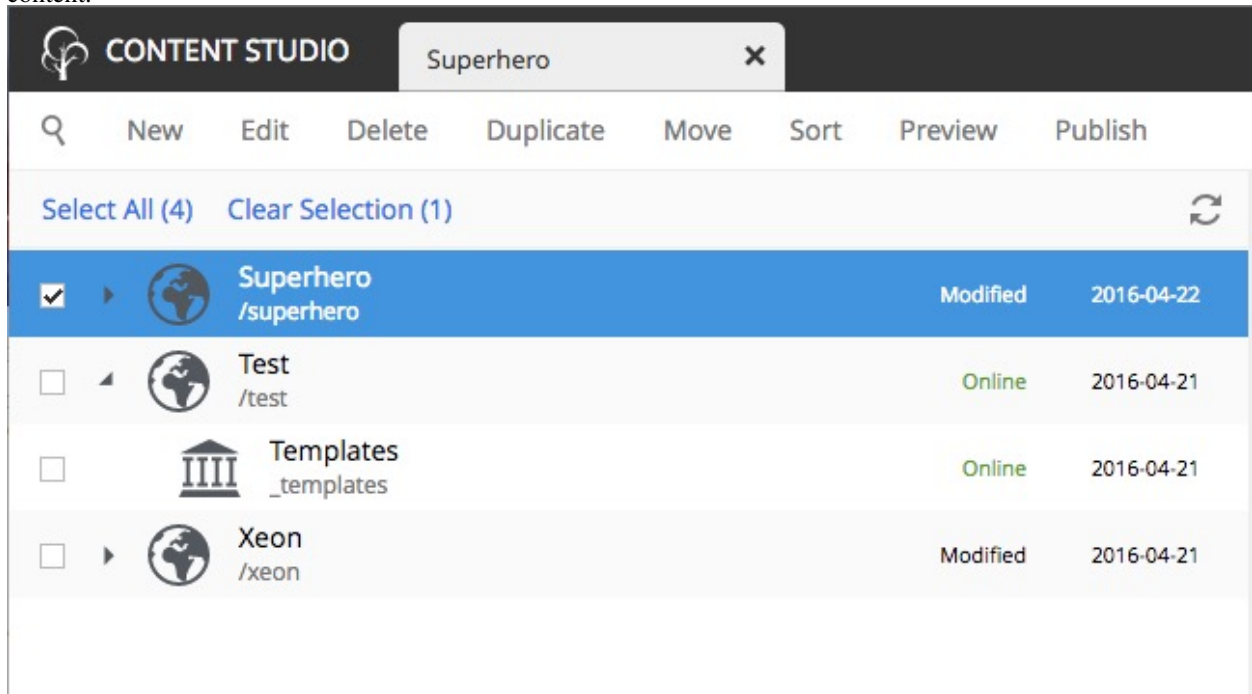 content.
CONTENT STUDIO Superhero
New Edit Delete Duplicate Move Sort Preview Publish
Select All (4) Clear Selection (1)
Superhero
/superhero
Modified 2016-04-22
Test
/test
Online 2016-04-21
Templates
_templates
Online 2016-04-21
Xeon
/xeon
Modified 2016-04-21